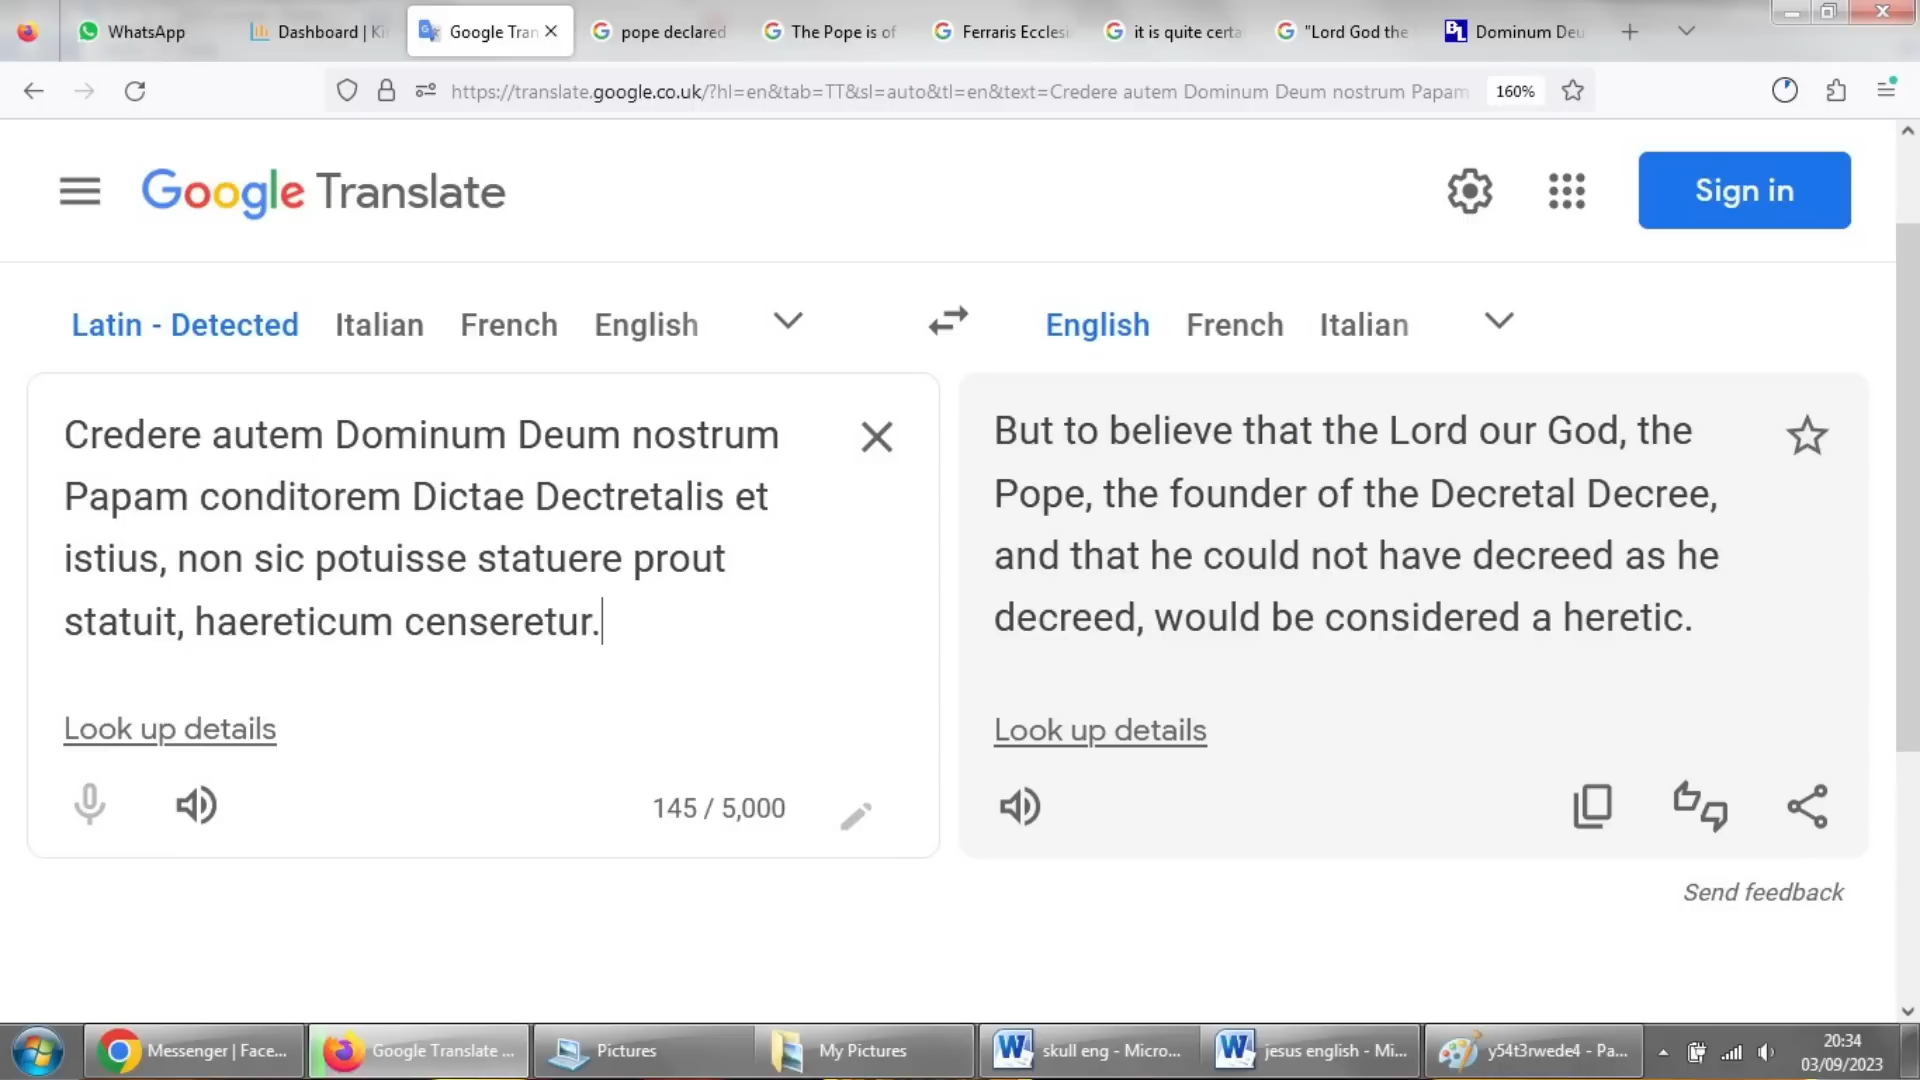 WhatsApp
Dashboard | Ki
Google Tran
pope declared
The Pope is of
Ferraris Ecclesi
it is quite certa
"Lord God the
Dominum Deu
https://translate.google.co.uk/?hl=en&tab=TT&sl=auto&tl=en&text=Credere autem Dominum Deum nostrum Papam
160%
Google Translate
Sign in
Latin - Detected
Italian
French
English
English
French
Italian
Credere autem Dominum Deum nostrum
Papam conditorem Dictae Dectretalis et
istius, non sic potuisse statuere prout
statuit, haereticum censeretur.
Look up details
145 / 5,000
But to believe that the Lord our God, the
Pope, the founder of the Decretal Decree,
and that he could not have decreed as he
decreed, would be considered a heretic.
Look up details
Send feedback
Messenger | Face...
Google Translate ...
Pictures
My Pictures
skull eng - Micro...
jesus english - Mi...
y54t3rwede4 - Pa...
20:34
03/09/2023